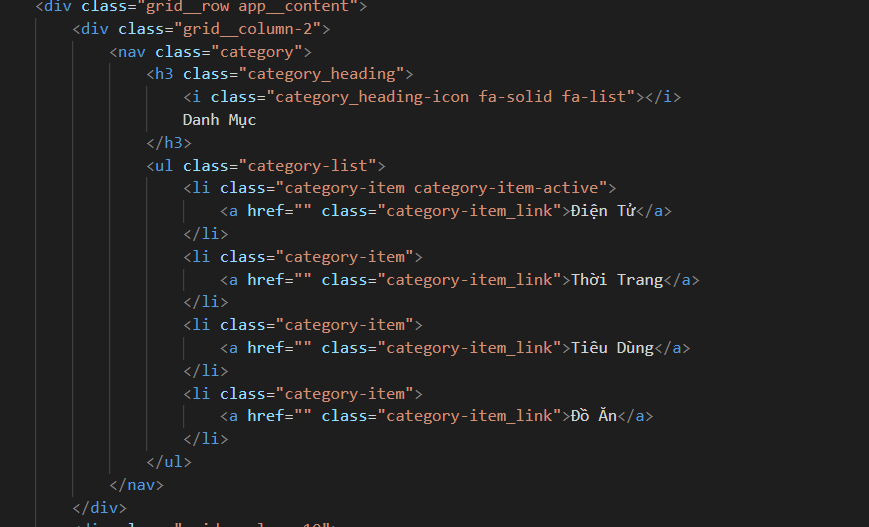 <div class="grid__row app__content">
<div class="grid__column-2">
<nav class="category">
<h3 class="category_heading">
<i class="category_heading-icon fa-solid fa-list"></i>
Danh Mục
</h3>
<ul class="category-list">
<li class="category-item category-item-active">
<a href="" class="category-item_link">Điện Tử</a>
</li>
<li class="category-item">
<a href="" class="category-item_link">Thời Trang</a>
</li>
<li class="category-item">
<a href="" class="category-item_link">Tiêu Dùng</a>
</li>
<li class="category-item">
<a href="" class="category-item_link">Đồ Ăn</a>
</li>
</ul>
</nav>
</div>